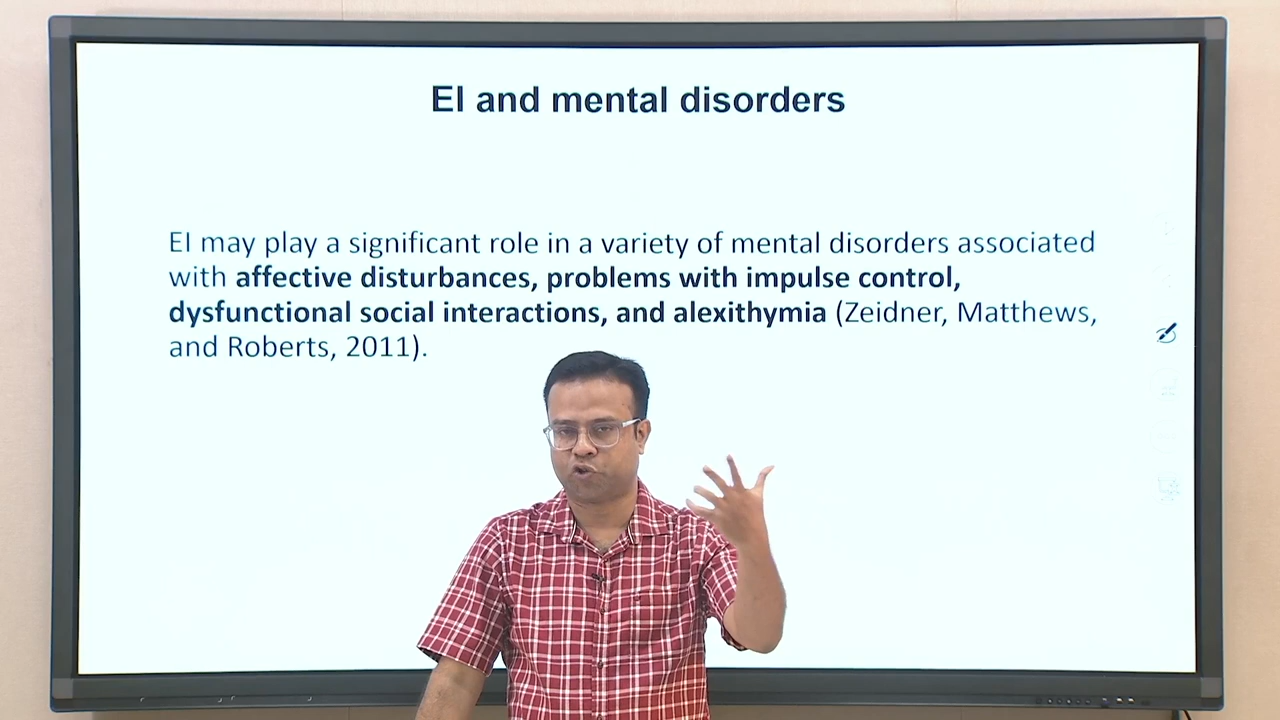 EI and mental disorders
EI may play a significant role in a variety of mental disorders associated
with affective disturbances, problems with impulse control,
dysfunctional social interactions, and alexithymia (Zeidner, Matthews,
and Roberts, 2011).